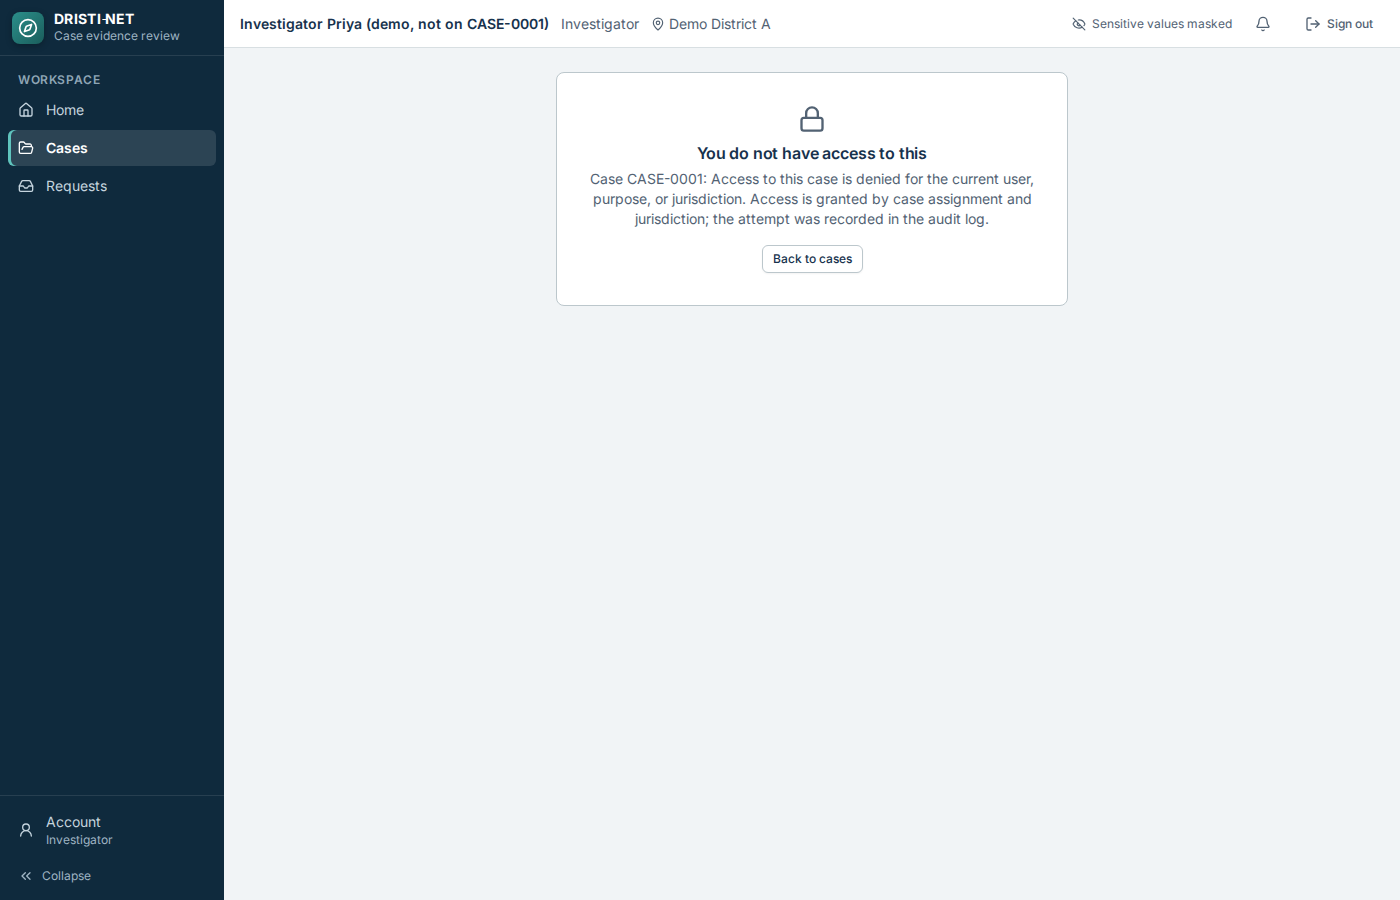 DRISTI-NET
Case evidence review
WORKSPACE
Home
Cases
Requests
Account
Investigator
Collapse
Investigator Priya (demo, not on CASE-0001) Investigator Demo District A
Sensitive values masked
Sign out
You do not have access to this
Case CASE-0001: Access to this case is denied for the current user,
purpose, or jurisdiction. Access is granted by case assignment and
jurisdiction; the attempt was recorded in the audit log.
Back to cases